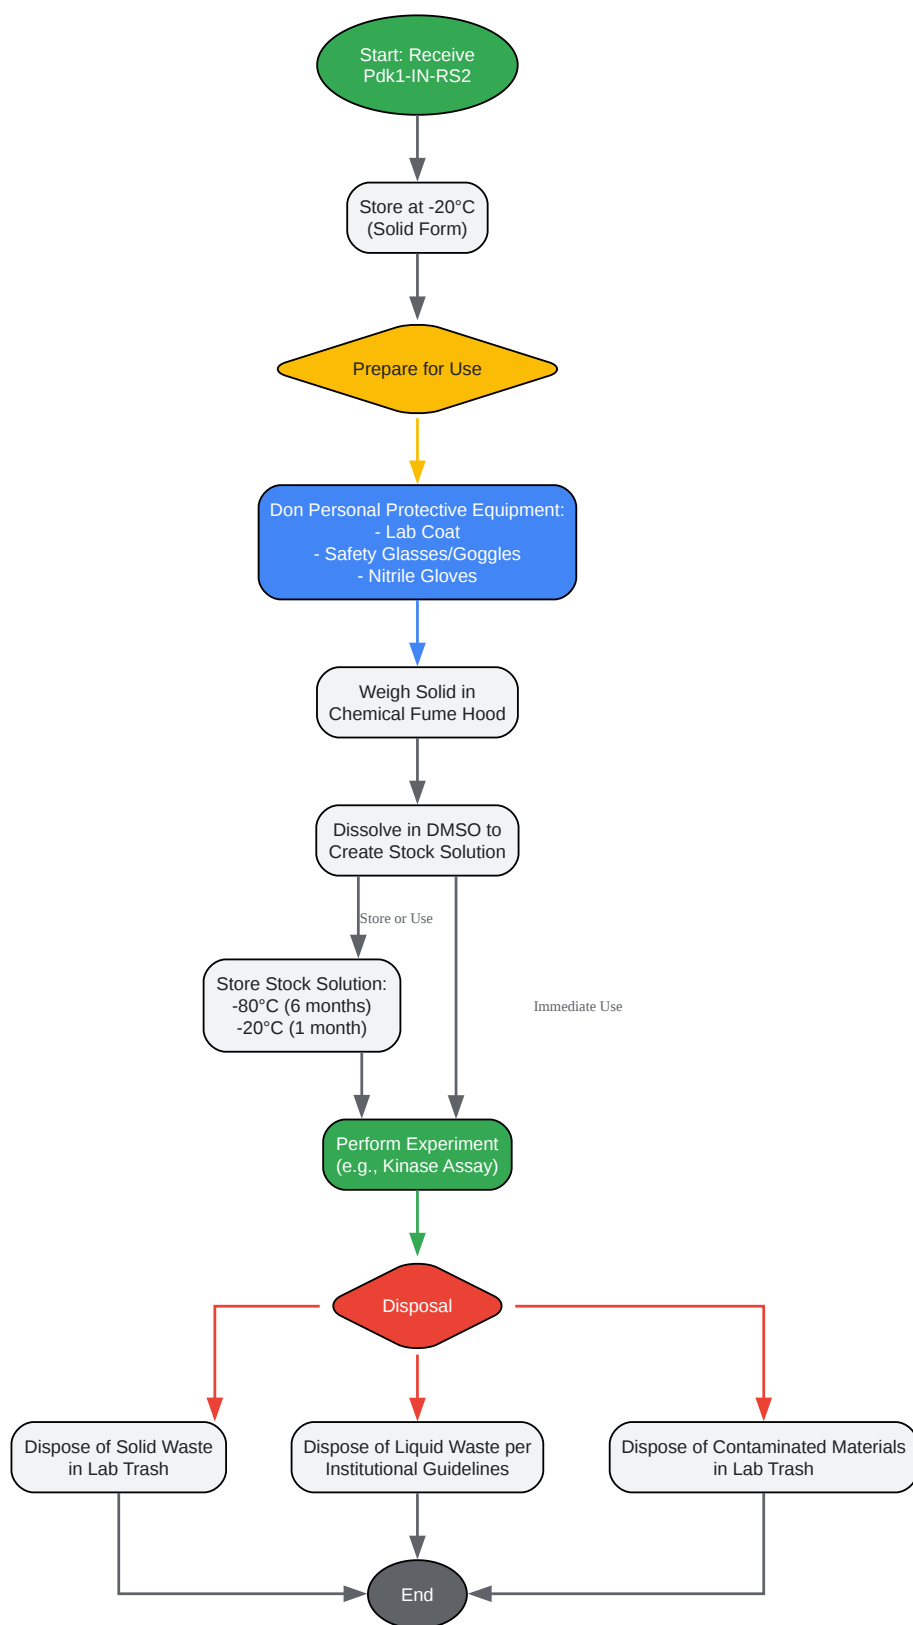 Start: Receive
Pdk1-IN-RS2
Store at -20°C
(Solid Form)
Prepare for Use
Don Personal Protective Equipment:
- Lab Coat
- Safety Glasses/Goggles
- Nitrile Gloves
Weigh Solid in
Chemical Fume Hood
Dissolve in DMSO to
Create Stock Solution
Store or Use
Store Stock Solution:
-80°C (6 months)
-20°C (1 month)
Immediate Use
Perform Experiment
(e.g., Kinase Assay)
Disposal
Dispose of Solid Waste
in Lab Trash
Dispose of Liquid Waste per
Institutional Guidelines
Dispose of Contaminated Materials
in Lab Trash
End